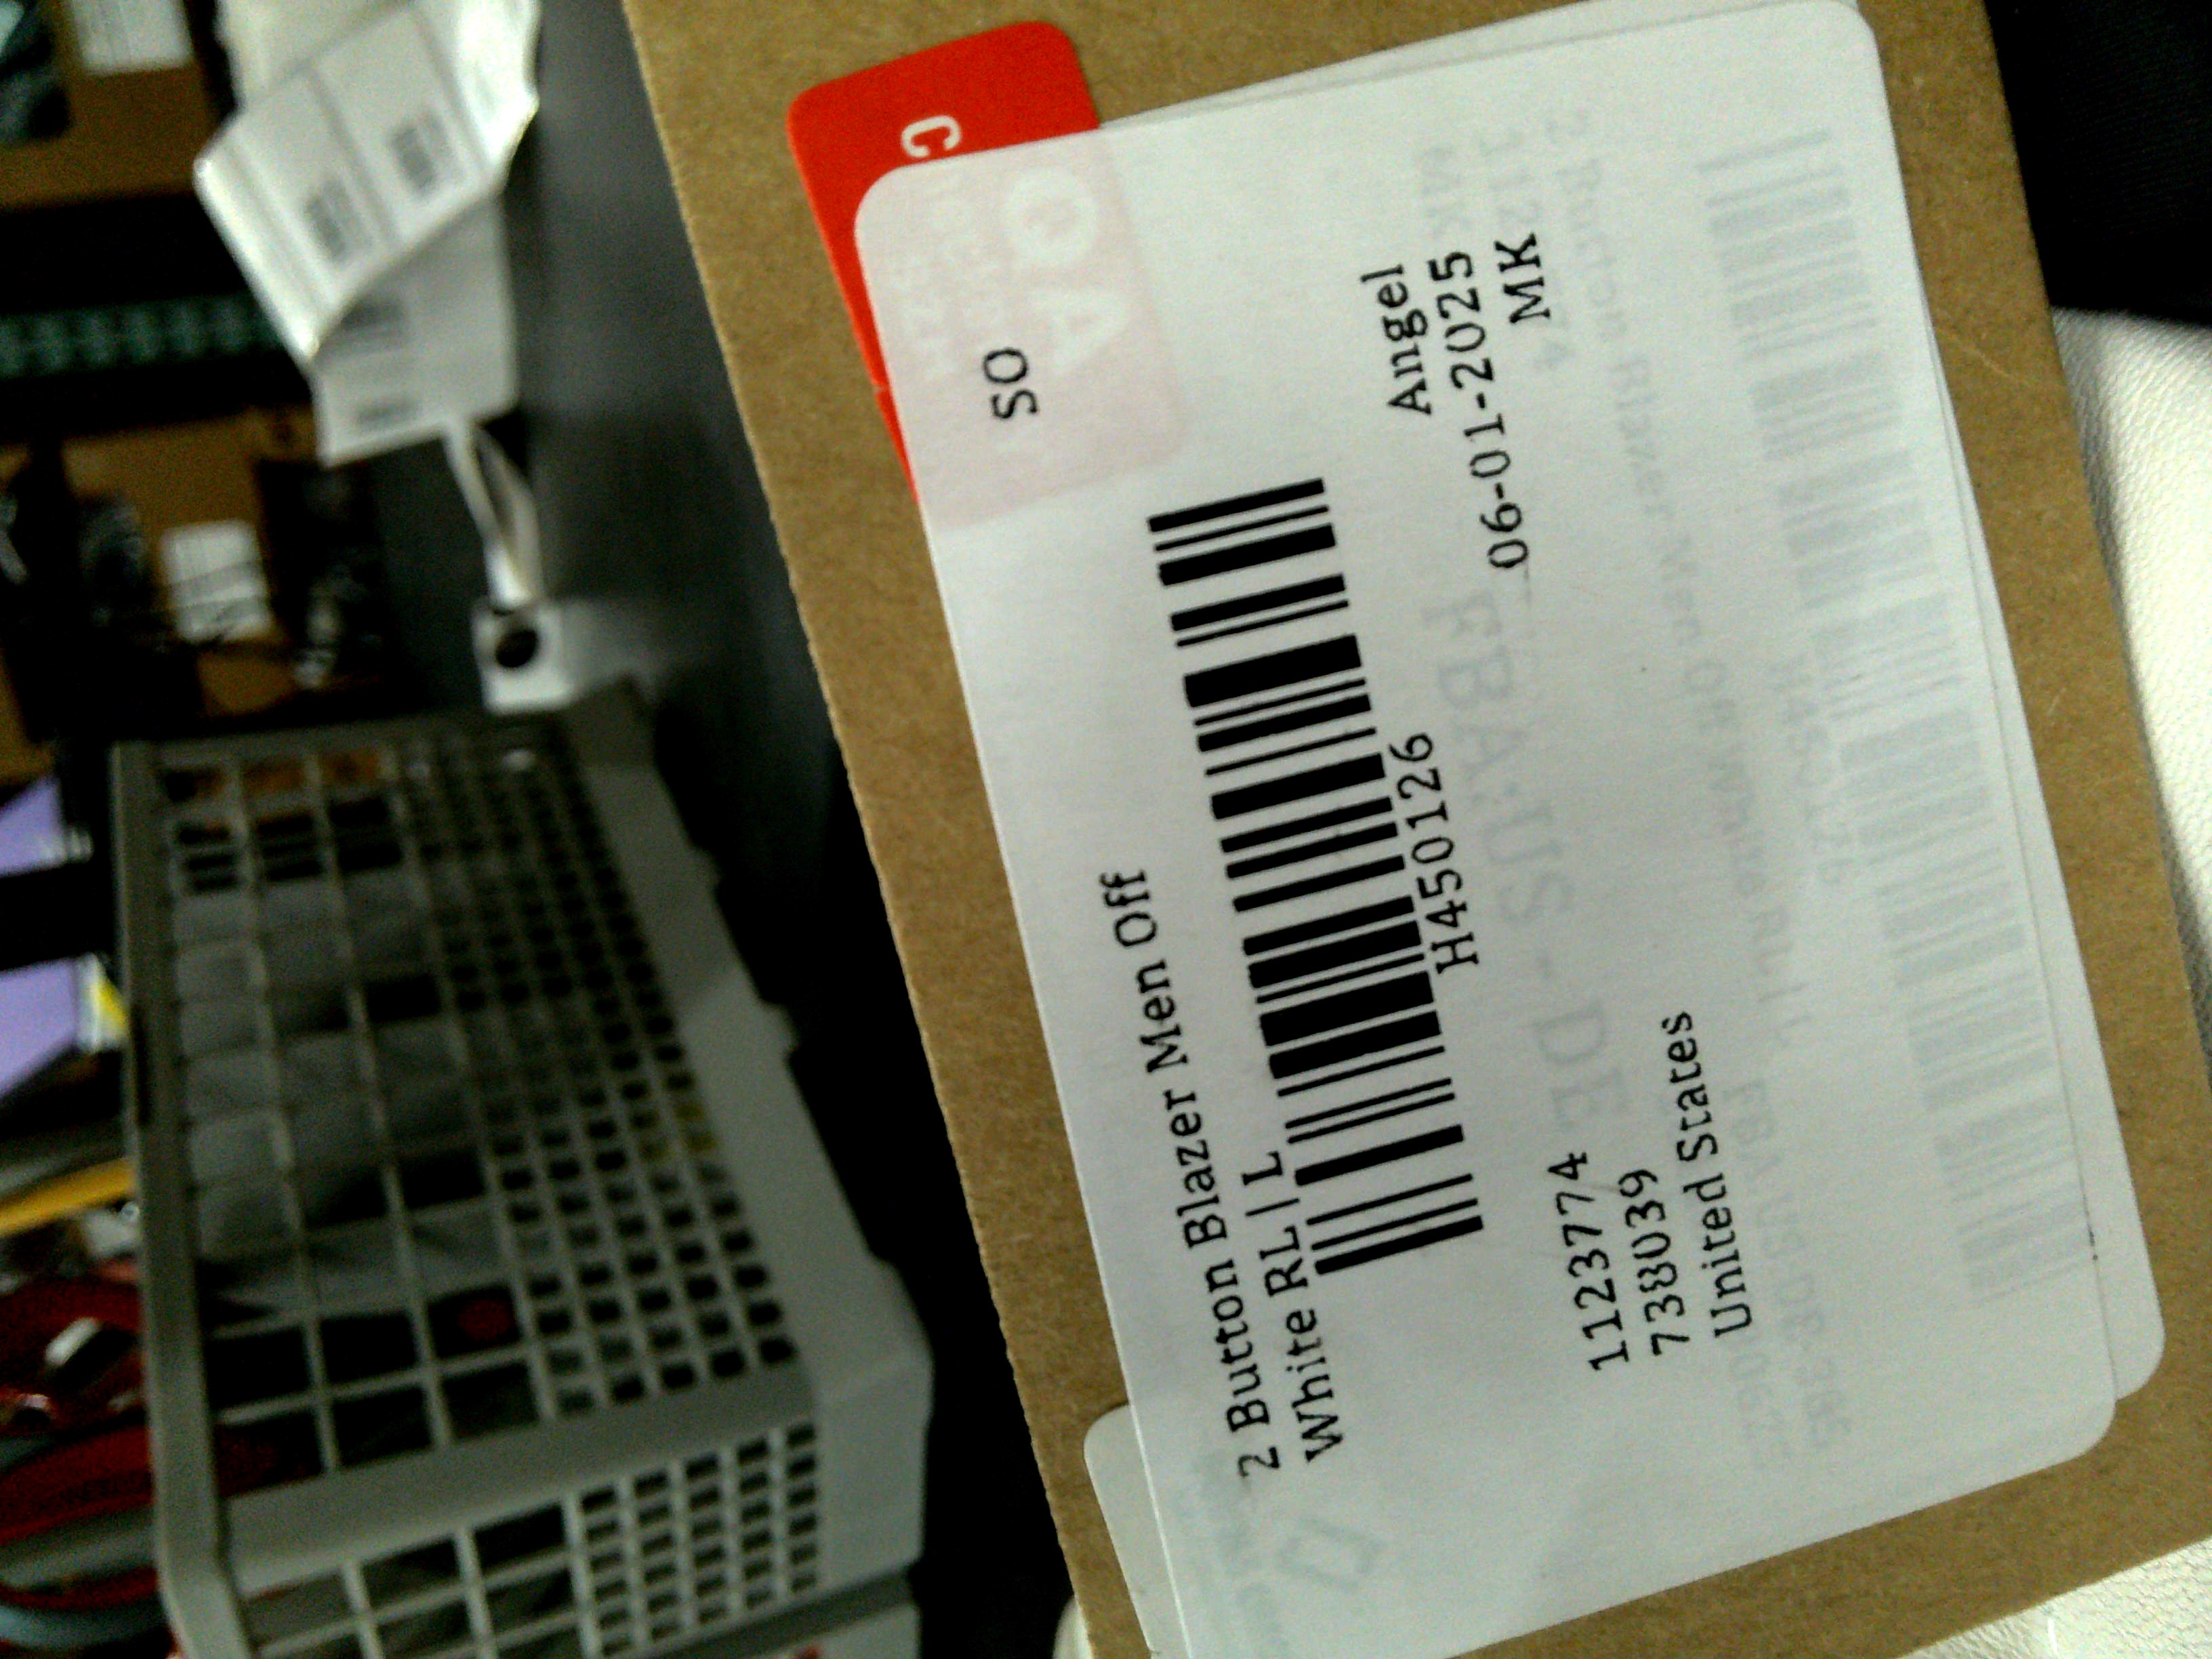 C
SO
2 Button Blazer Men Off
White RL | L
H450126
Angel
06-01-2025
MK
1123774
738039
United States